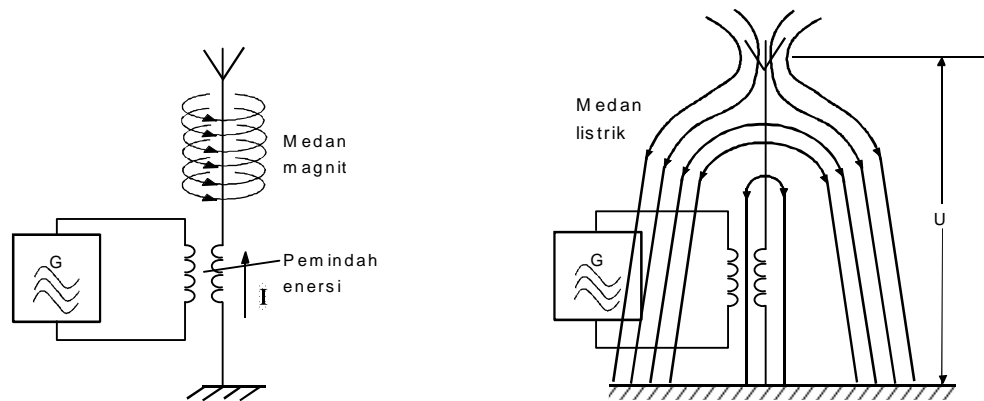 Medan
magnit
G
Pemindah
enersi
I
Medan
listrik
G
U